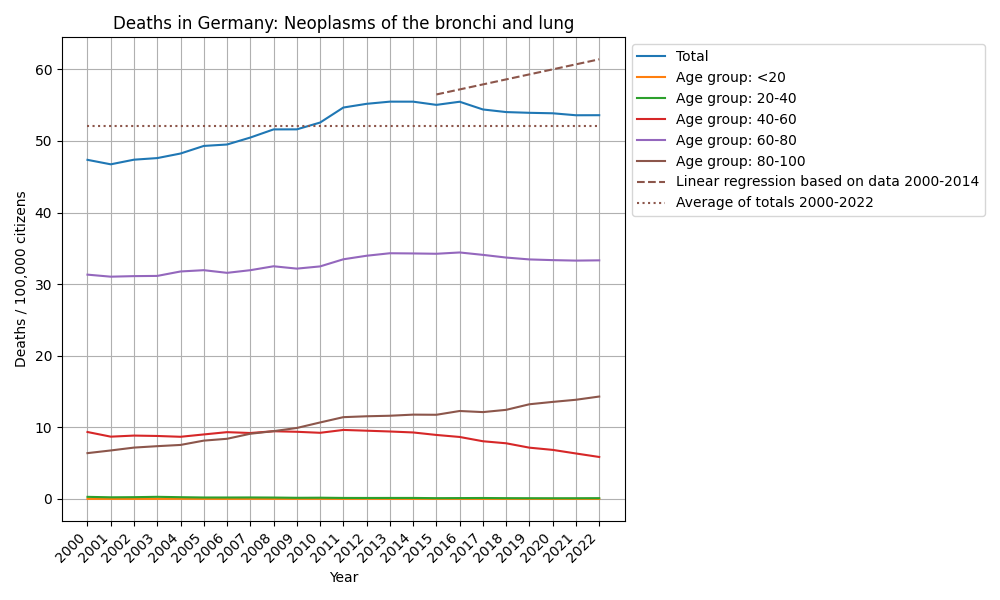 Deaths in Germany: Neoplasms of the bronchi and lung
Total
Age group: <20
Age group: 20-40
Age group: 40-60
Age group: 60-80
Age group: 80-100
Linear regression based on data 2000-2014
Average of totals 2000-2022
Deaths / 100,000 citizens
60
50
40
30
20
10
0
2000
2001
2002
2003
2004
2005
2006
2007
2008
2009
2010
2011
2012
2013
2014
2015
2016
2017
2018
2019
2020
2021
2022
Year